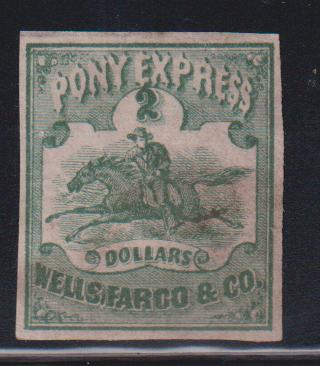 PONY EXPRESS
2
DOLLARS
WELLS, FARGO & CO.